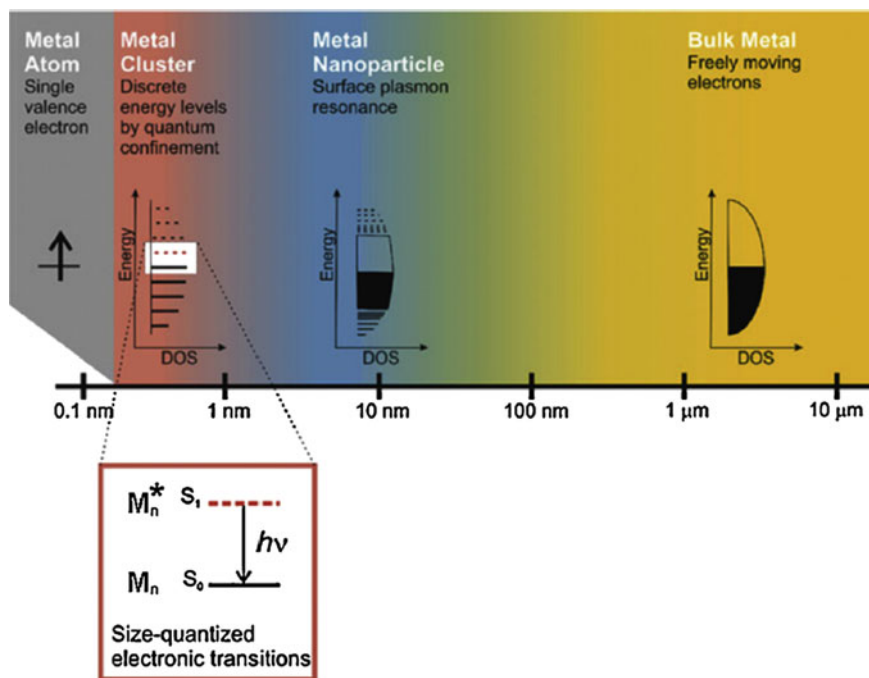 Metal
Atom
Single
valence
electron
Metal
Cluster
Discrete
energy levels
by quantum
confinement
Metal
Nanoparticle
Surface plasmon
resonance
Bulk Metal
Freely moving
electrons
Energy
DOS
Energy
DOS
Energy
DOS
0.1 nm
1 nm
10 nm
100 nm
1 μm
10 μm
Mn* S1
hν
Mn S0
Size-quantized
electronic transitions